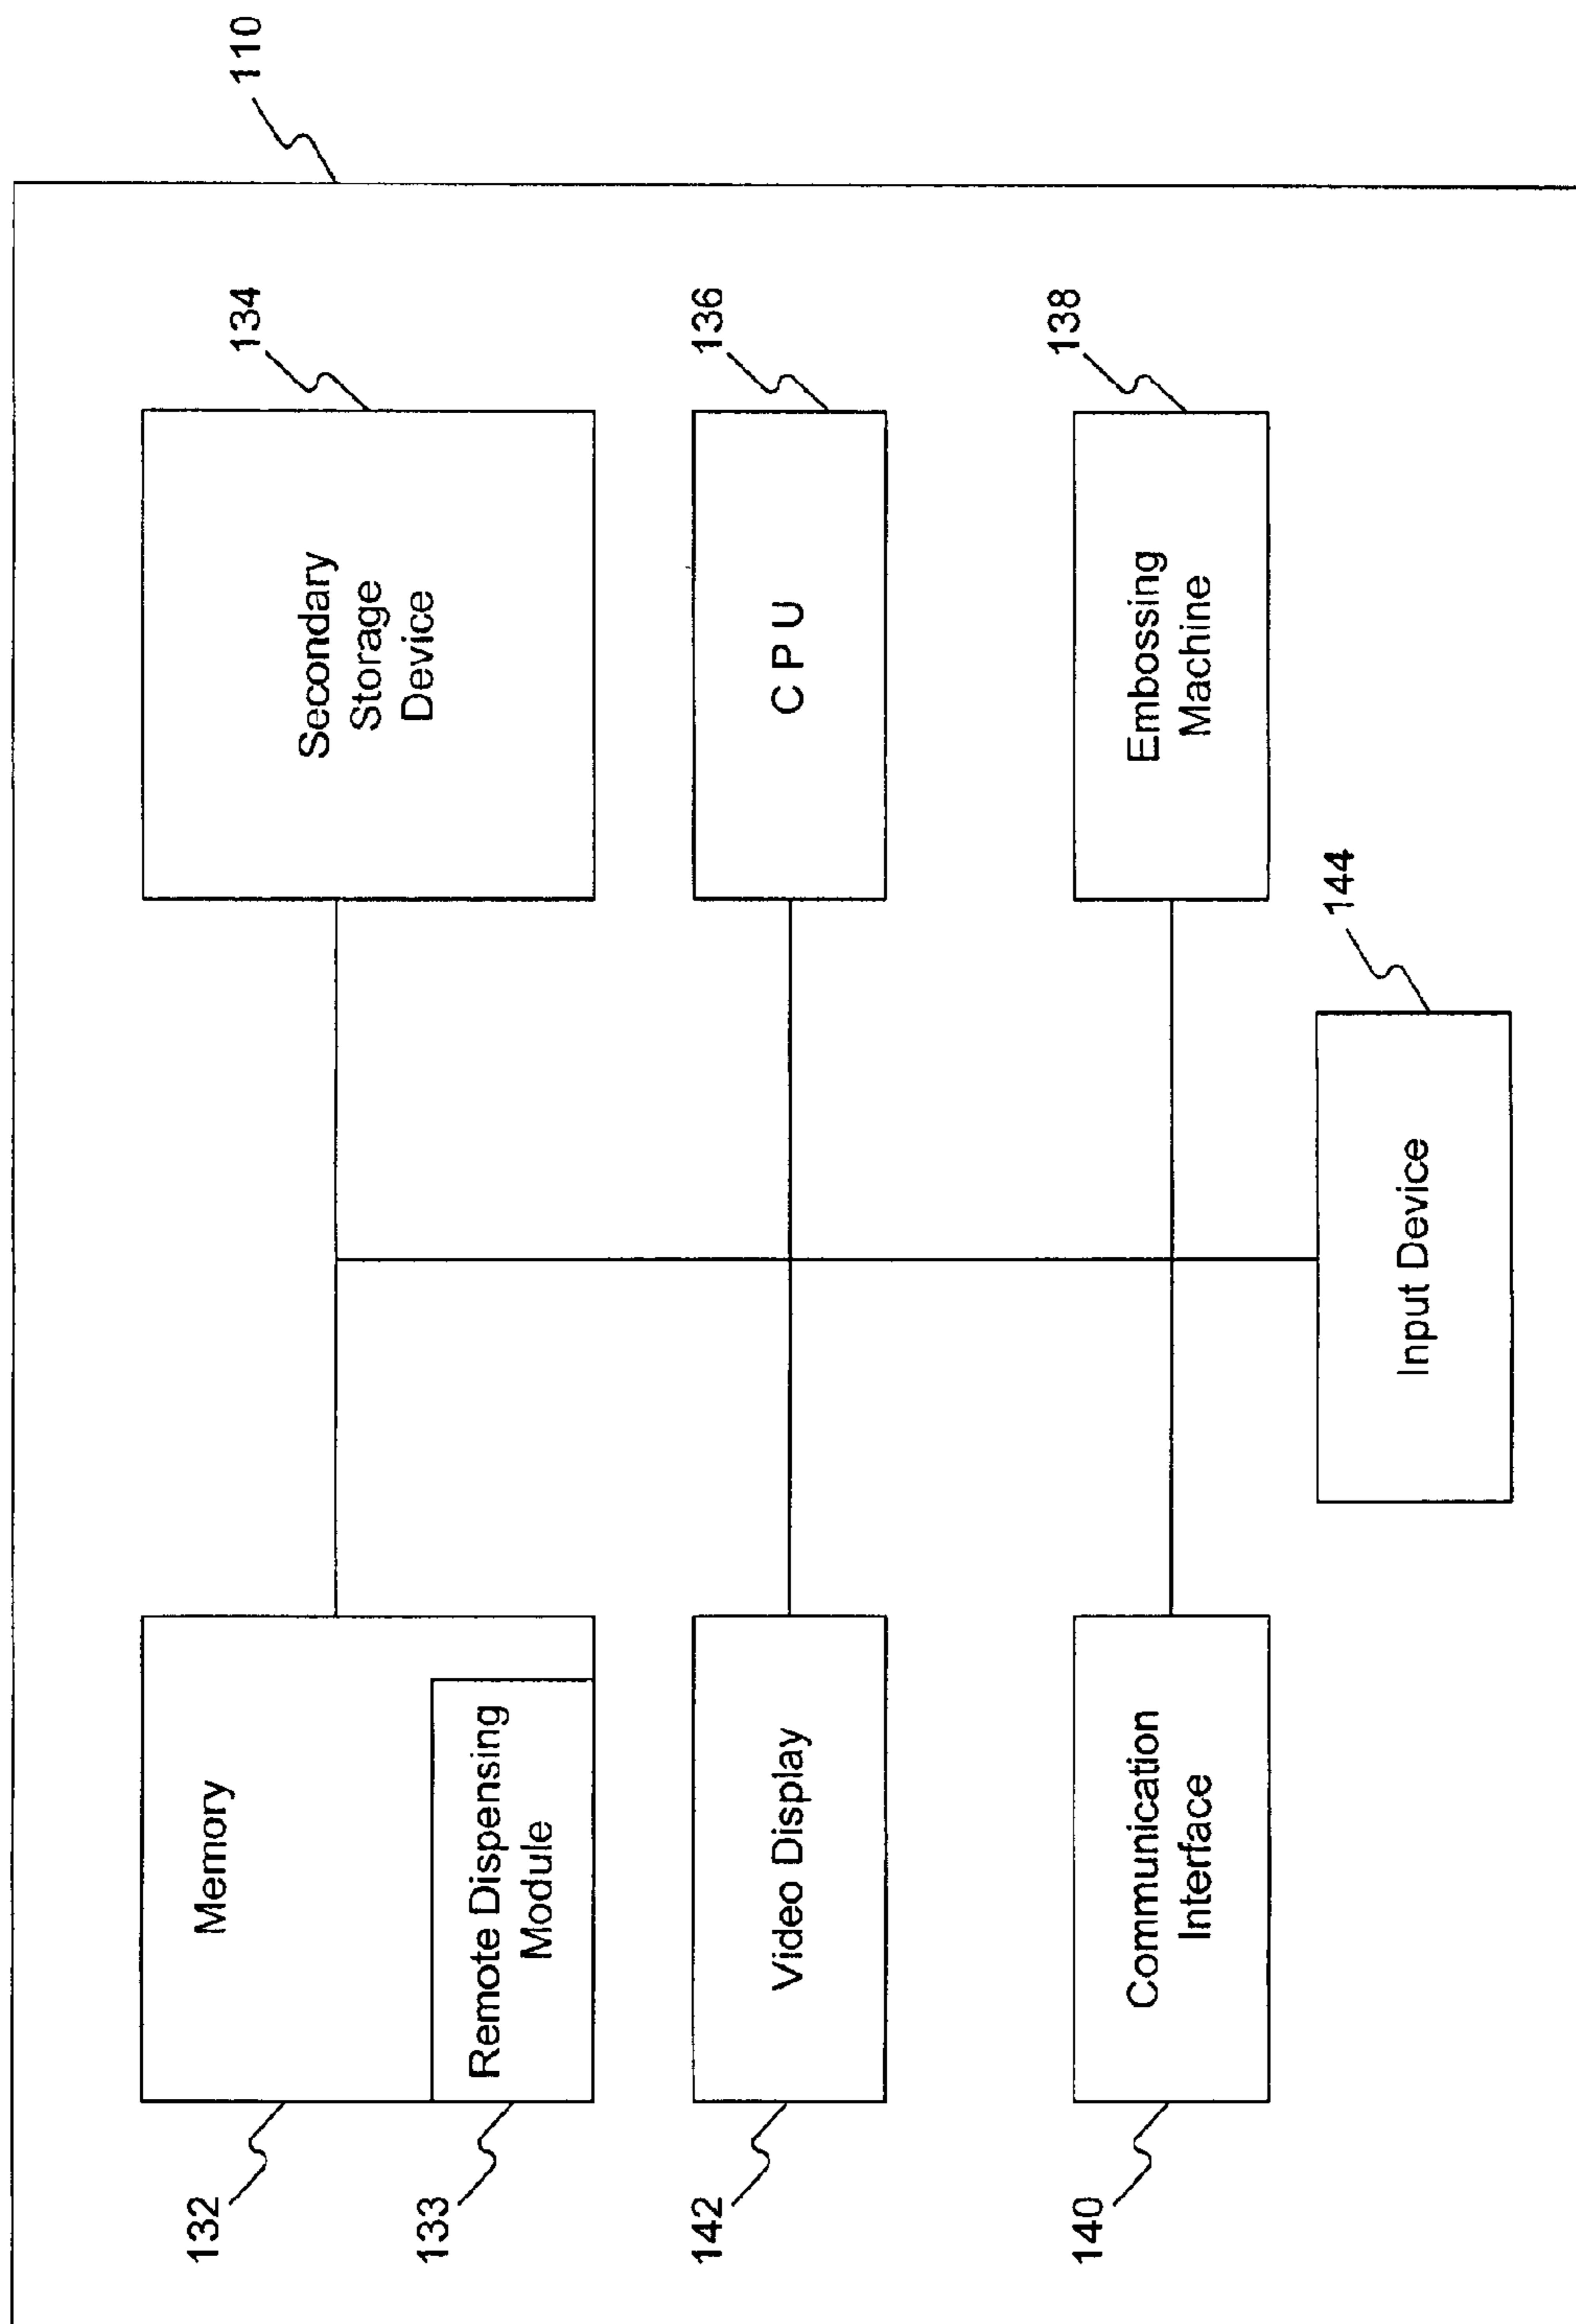 110
132
Memory
133
Remote Dispensing
Module
134
Secondary
Storage
Device
142
Video Display
136
C P U
140
Communication
Interface
138
Embossing
Machine
144
Input Device